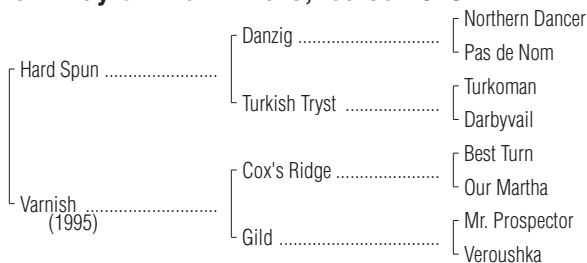 Northern Dancer
Danzig
Pas de Nom
Hard Spun
Turkoman
Turkish Tryst
Darbyvail
Best Turn
Cox's Ridge
Our Martha
Varnish
(1995)
Mr. Prospector
Gild
Veroushka